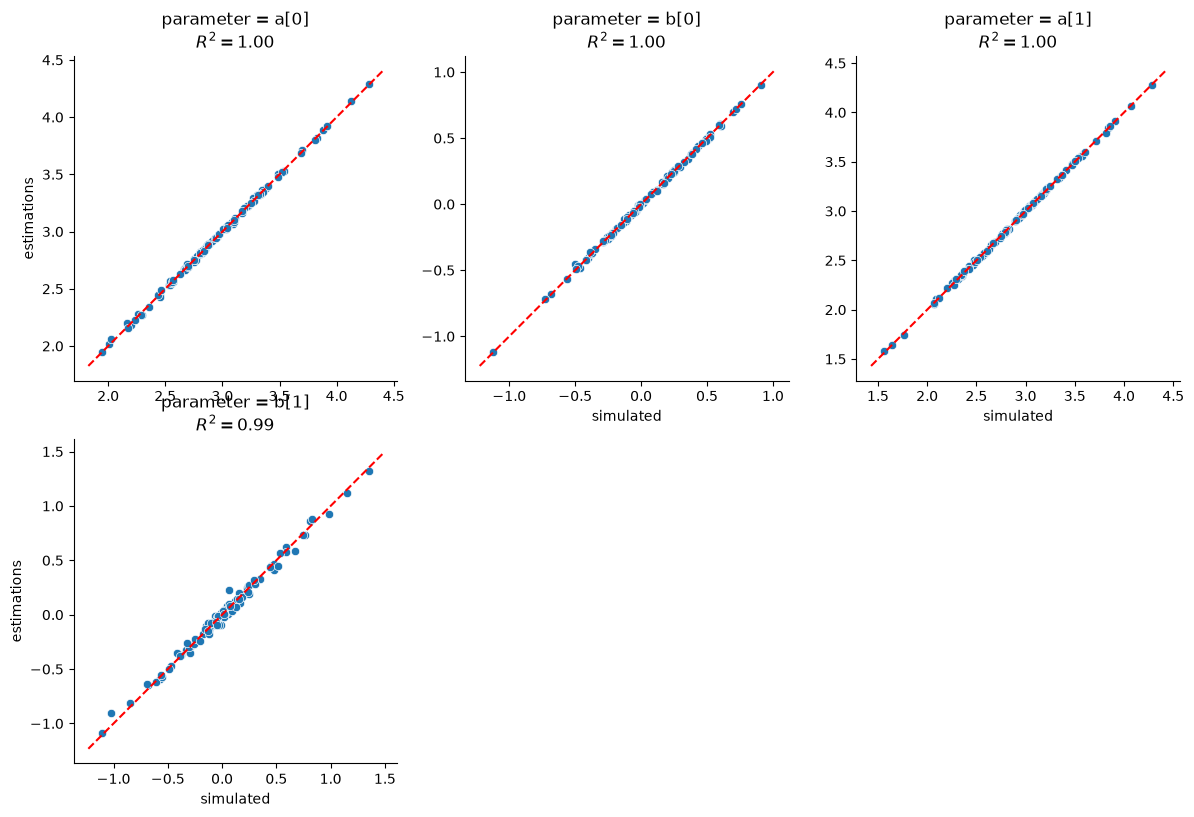 parameter = a[0]
R² = 1.00
4.5
4.0
3.5
3.0
2.5
2.0
estimations
2.0 2.5 3.0 3.5 4.0 4.5
parameter = b[0]
R² = 1.00
1.0
0.5
0.0
−0.5
−1.0
−1.0 −0.5 0.0 0.5 1.0
simulated
parameter = a[1]
R² = 1.00
4.5
4.0
3.5
3.0
2.5
2.0
1.5
1.5 2.0 2.5 3.0 3.5 4.0 4.5
simulated
parameter = b[1]
R² = 0.99
1.5
1.0
0.5
0.0
−0.5
−1.0
estimations
−1.0 −0.5 0.0 0.5 1.0 1.5
simulated